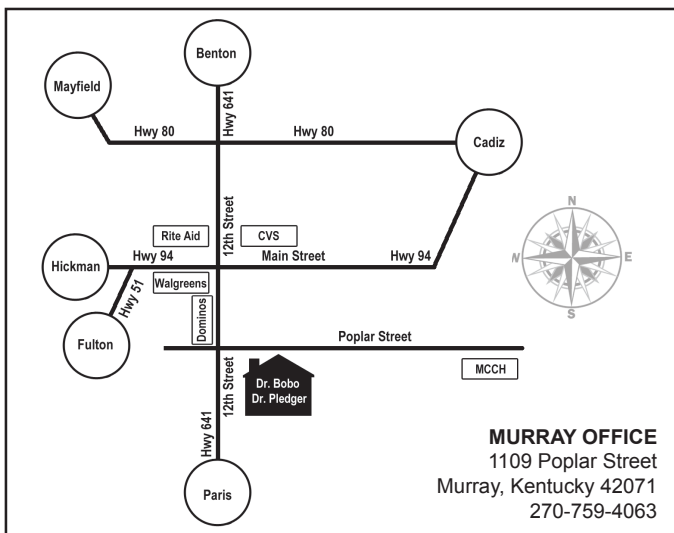 Benton
Mayfield
Hwy 641
Hwy 80
Hwy 80
Cadiz
N
W
E
S
12th Street
Rite Aid
CVS
Hwy 94
Main Street
Hwy 94
Hickman
Walgreens
Hwy 51
Dominos
Fulton
Poplar Street
MCCH
12th Street
Dr. Bobo
Dr. Pledger
Hwy 641
Paris
MURRAY OFFICE
1109 Poplar Street
Murray, Kentucky 42071
270-759-4063